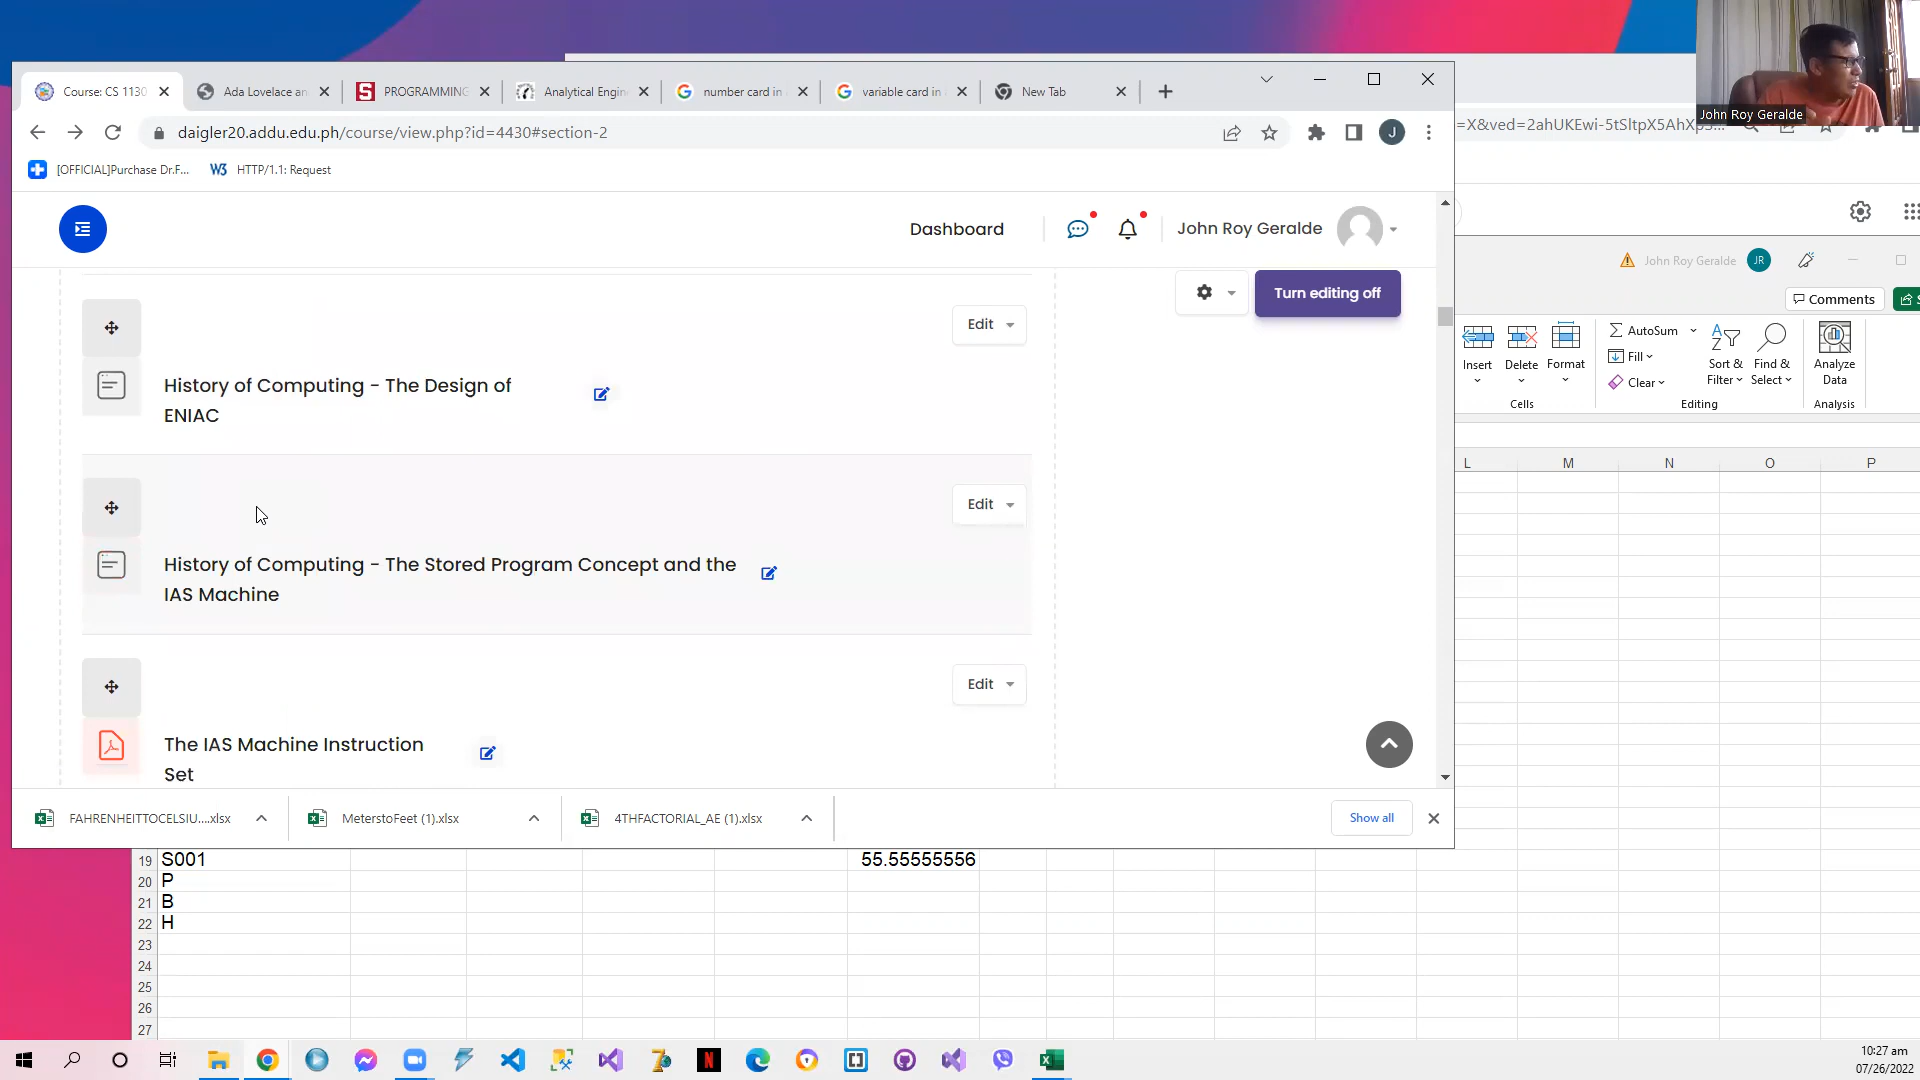 Course: CS 1130
Ada Lovelace an
PROGRAMMING
Analytical Engin
number card in
variable card in
New Tab
John Roy Geralde
daigler20.addu.edu.ph/course/view.php?id=4430#section-2
J
[OFFICIAL]Purchase Dr.F...
W3 HTTP/1.1: Request
Dashboard
John Roy Geralde
Turn editing off
Edit
History of Computing - The Design of
ENIAC
Edit
History of Computing - The Stored Program Concept and the
IAS Machine
Edit
The IAS Machine Instruction
Set
FAHRENHEITTOCELSIU....xlsx
MeterstoFeet (1).xlsx
4THFACTORIAL_AE (1).xlsx
Show all
John Roy Geralde
JR
Comments
Insert
Delete
Format
Cells
AutoSum
Fill
Clear
Sort &
Filter
Find &
Select
Editing
Analyze
Data
Analysis
L M N O P
19 S001 55.55555556
20 P
21 B
22 H
23
24
25
26
27
10:27 am
07/26/2022